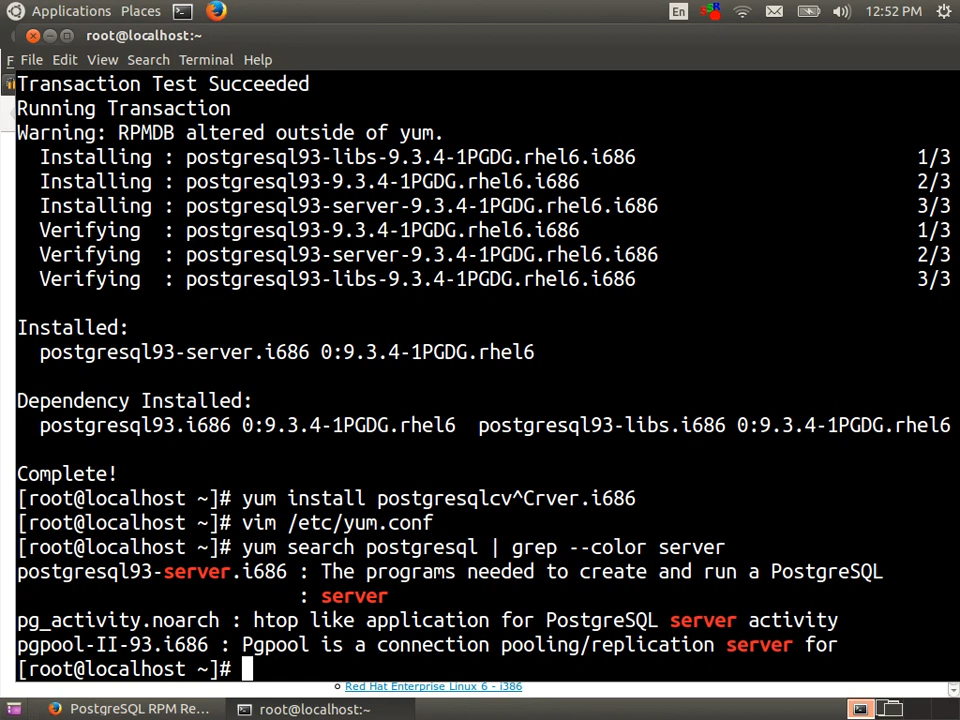 Applications Places En 12:52 PM
root@localhost:~
F File Edit View Search Terminal Help
Transaction Test Succeeded
Running Transaction
Warning: RPMDB altered outside of yum.
  Installing : postgresql93-libs-9.3.4-1PGDG.rhel6.i686 1/3
  Installing : postgresql93-9.3.4-1PGDG.rhel6.i686 2/3
  Installing : postgresql93-server-9.3.4-1PGDG.rhel6.i686 3/3
  Verifying  : postgresql93-9.3.4-1PGDG.rhel6.i686 1/3
  Verifying  : postgresql93-server-9.3.4-1PGDG.rhel6.i686 2/3
  Verifying  : postgresql93-libs-9.3.4-1PGDG.rhel6.i686 3/3
Installed:
  postgresql93-server.i686 0:9.3.4-1PGDG.rhel6
Dependency Installed:
  postgresql93.i686 0:9.3.4-1PGDG.rhel6  postgresql93-libs.i686 0:9.3.4-1PGDG.rhel6
Complete!
[root@localhost ~]# yum install postgresqlcv^Crver.i686
[root@localhost ~]# vim /etc/yum.conf
[root@localhost ~]# yum search postgresql | grep --color server
postgresql93-server.i686 : The programs needed to create and run a PostgreSQL
                         : server
pg_activity.noarch : htop like application for PostgreSQL server activity
pgpool-II-93.i686 : Pgpool is a connection pooling/replication server for
[root@localhost ~]#
Red Hat Enterprise Linux 6 - i386
PostgreSQL RPM Re... root@localhost:~